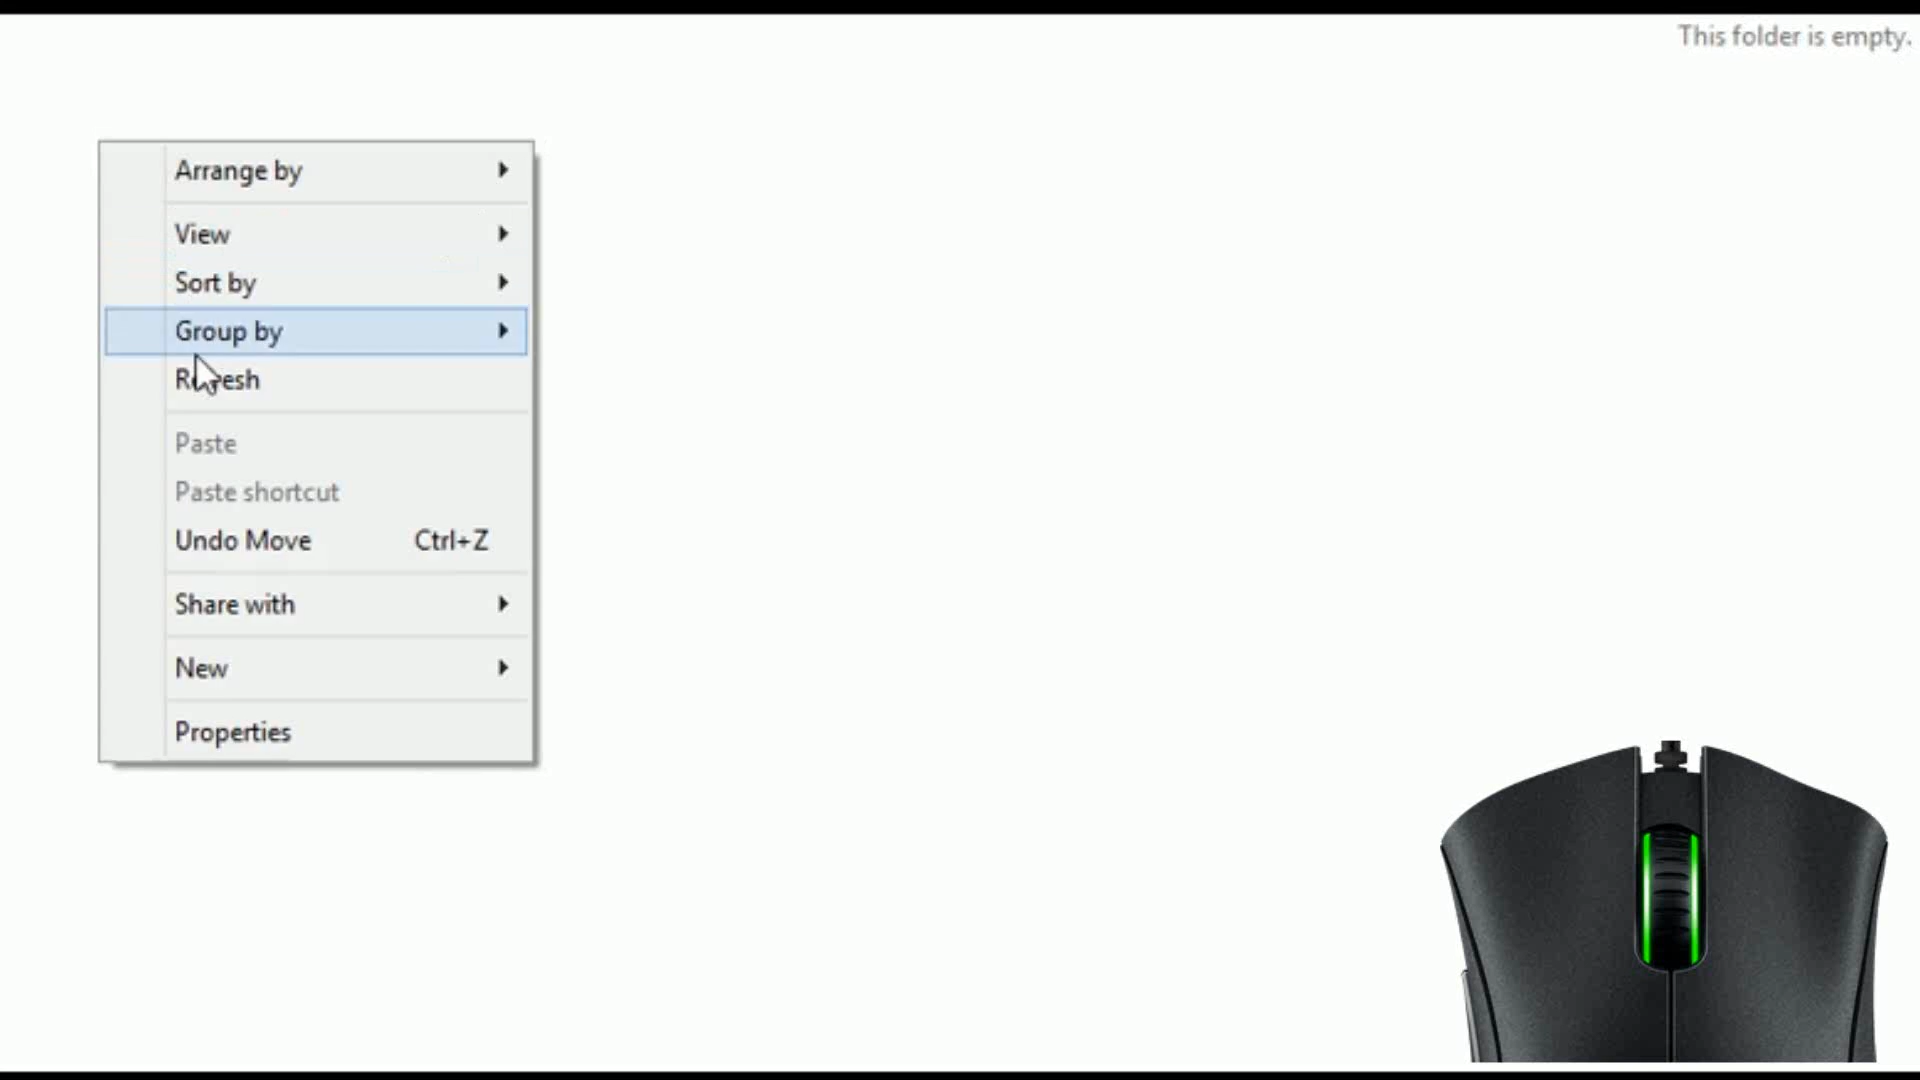 This folder is empty.
Arrange by
View
Sort by
Group by
Refresh
Paste
Paste shortcut
Undo Move Ctrl+Z
Share with
New
Properties